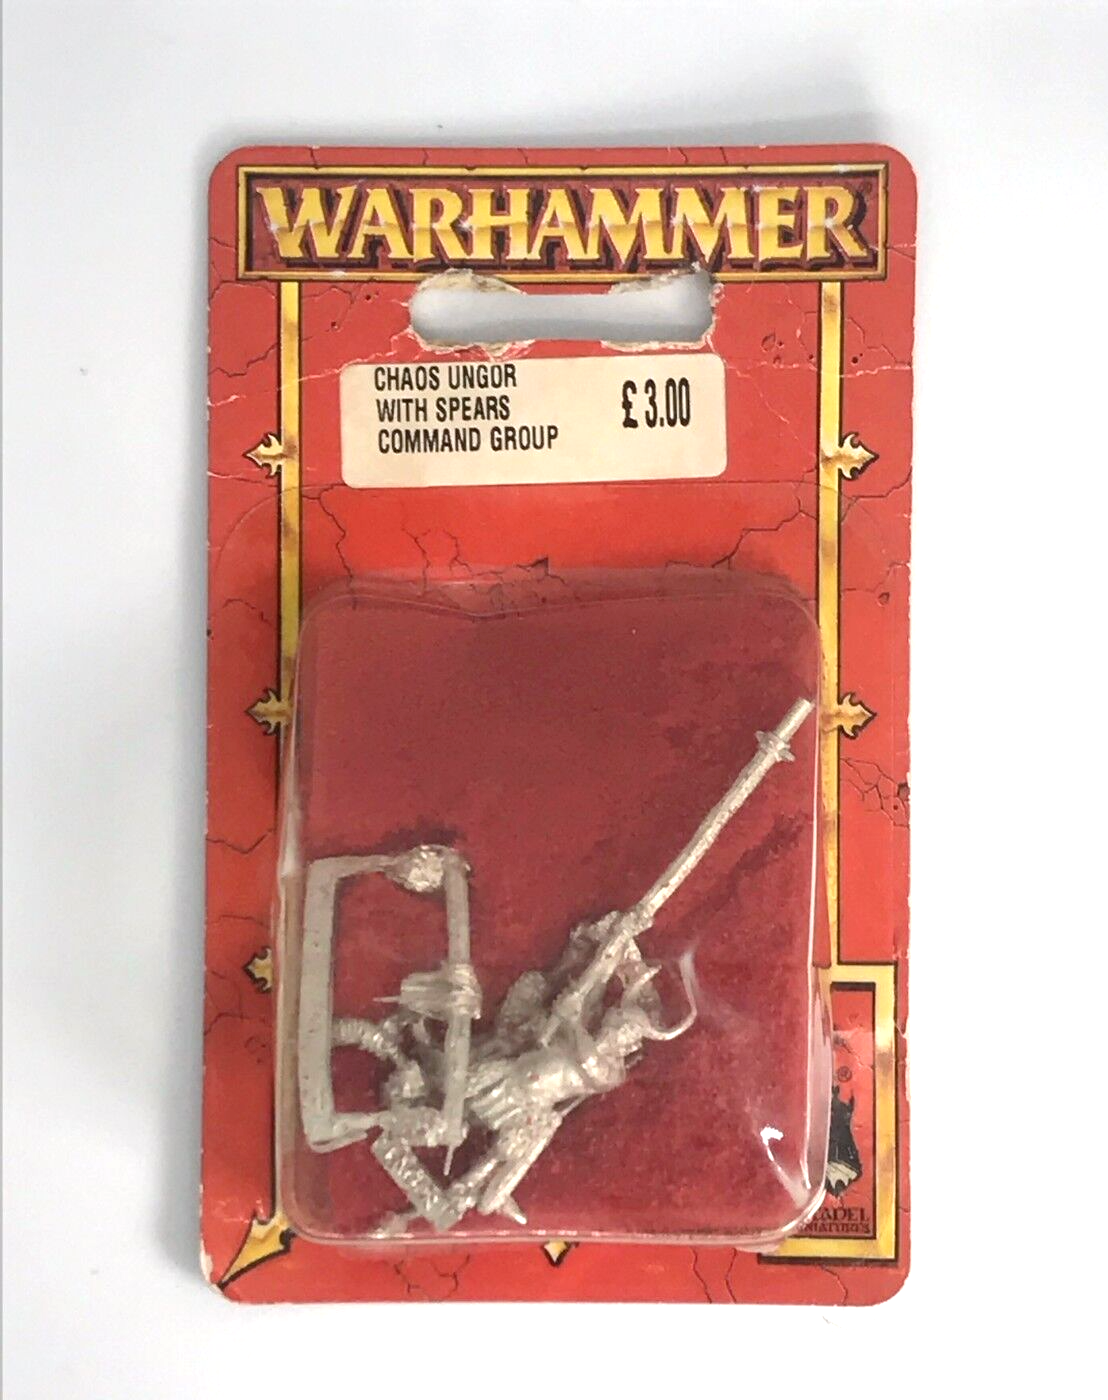 WARHAMMER
CHAOS UNGOR
WITH SPEARS
COMMAND GROUP
£3.00
®